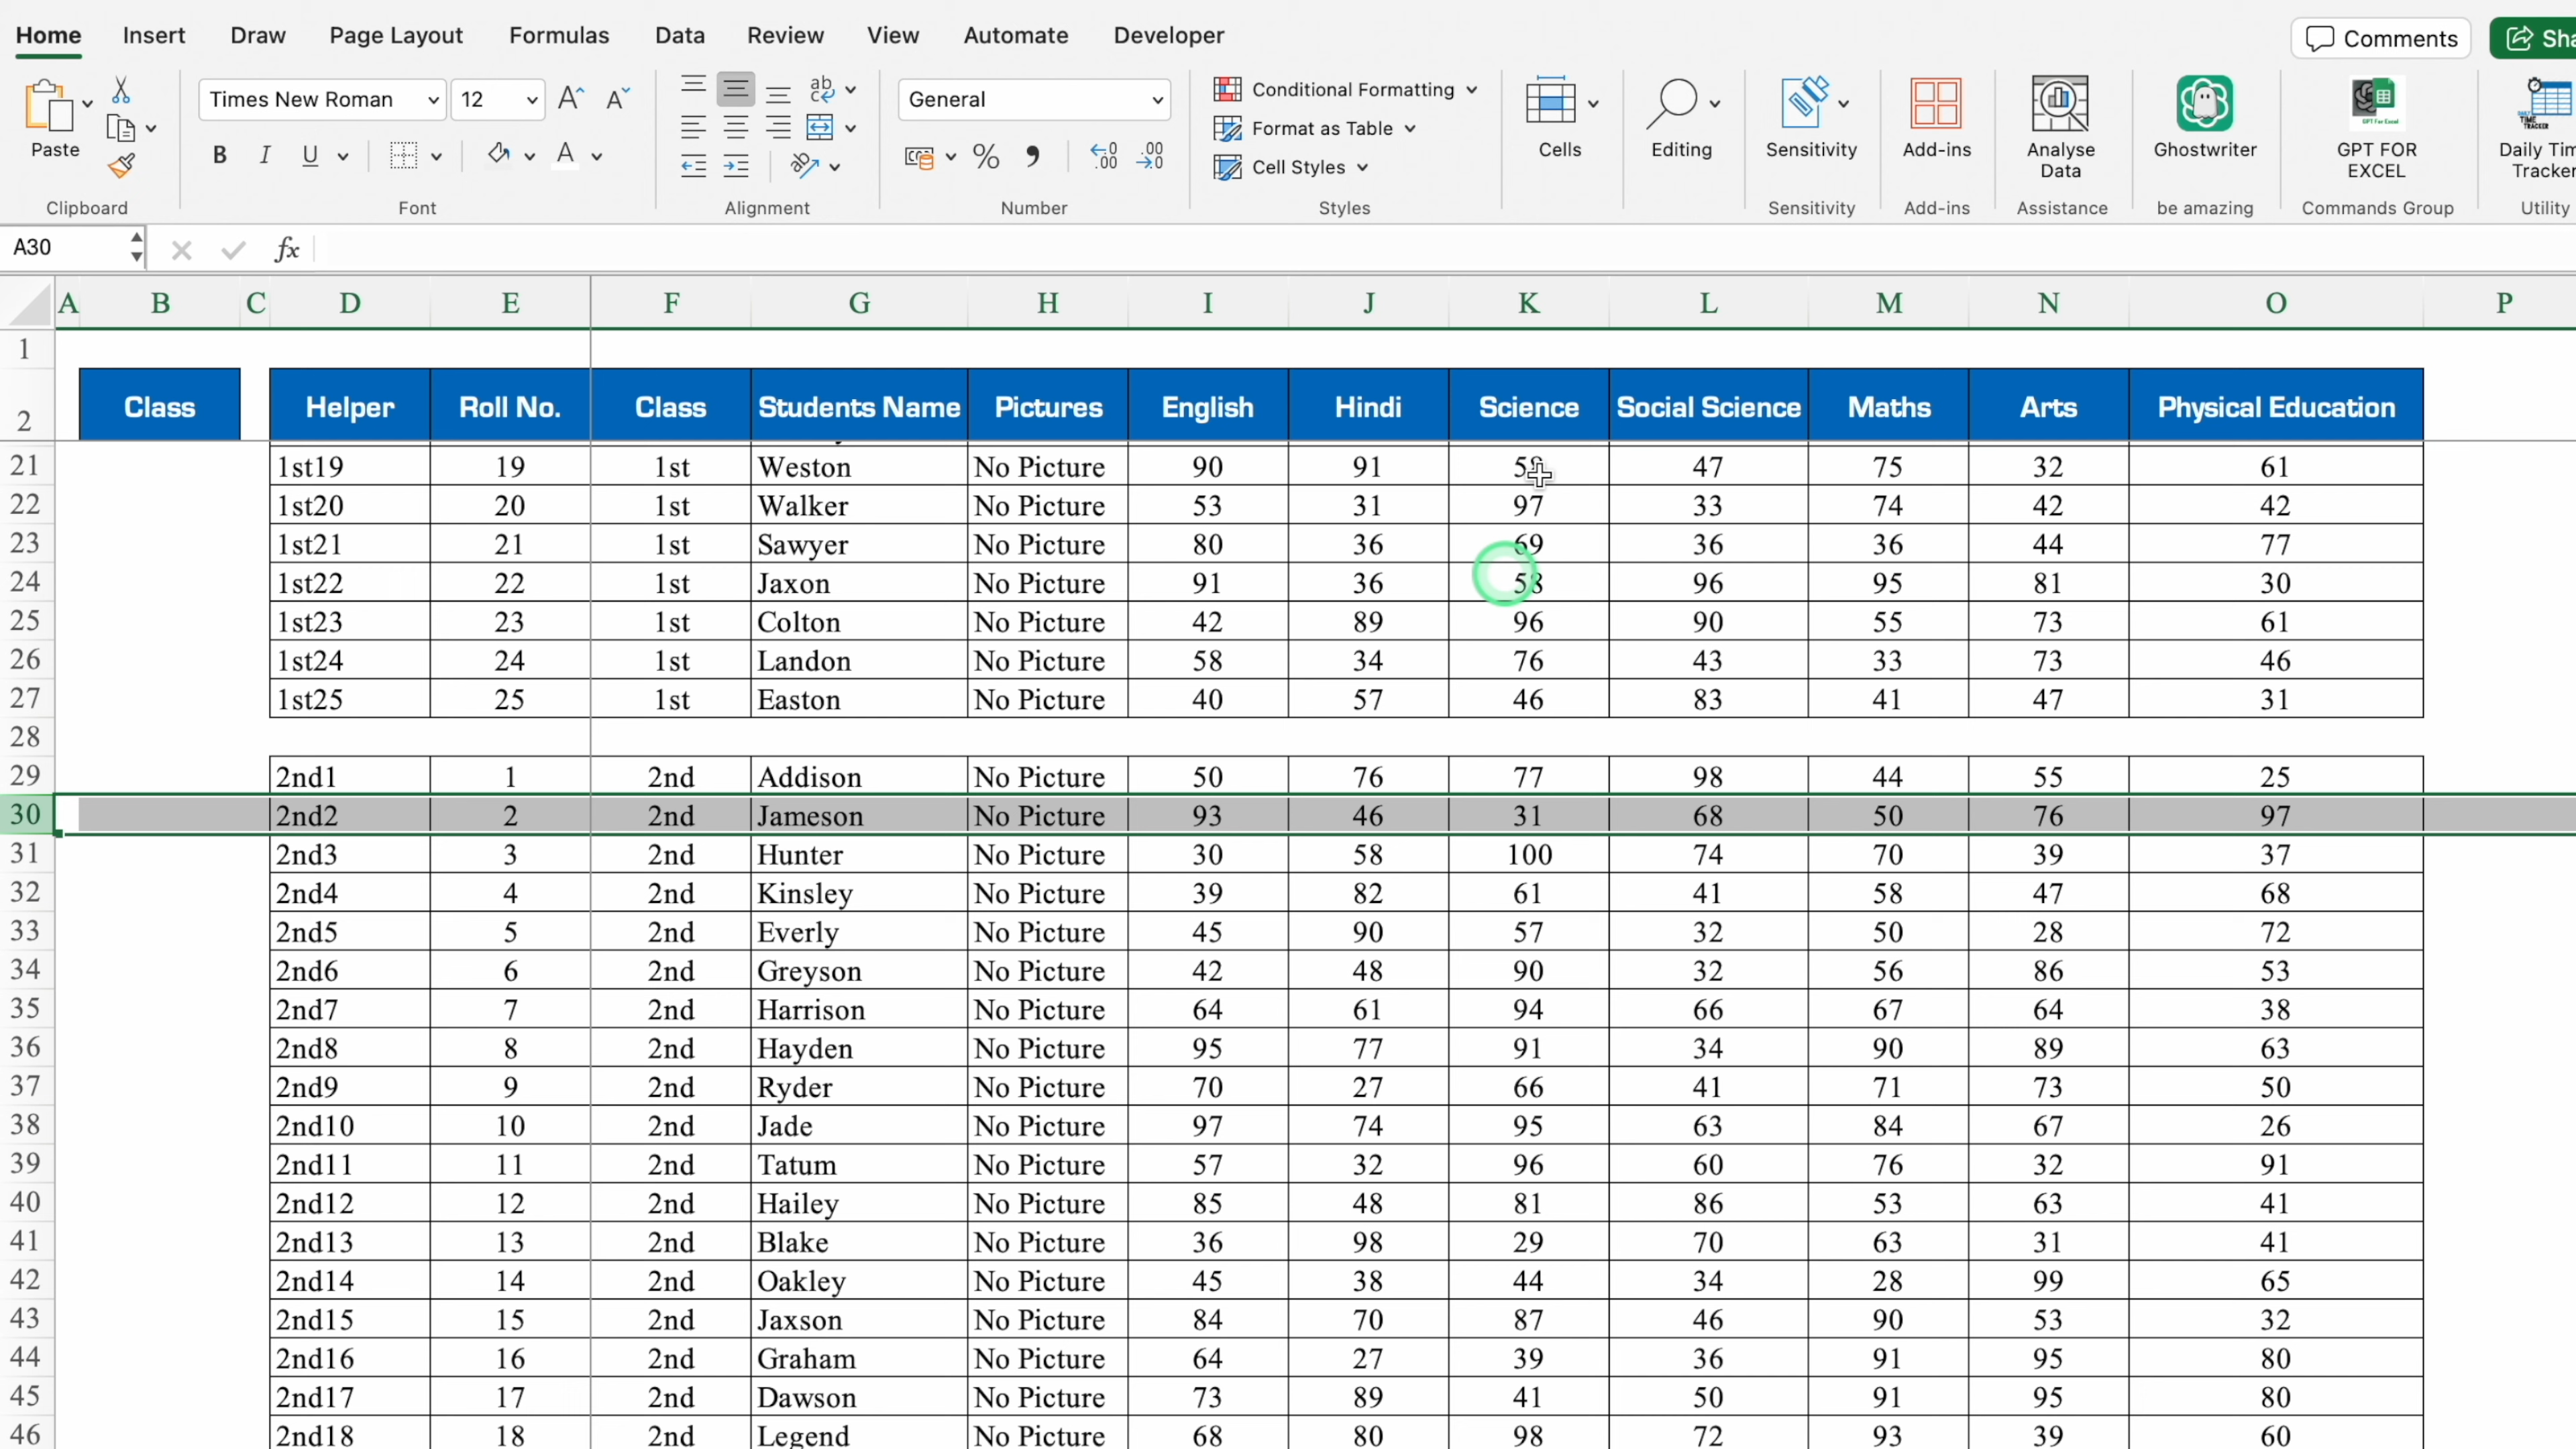 Home Insert Draw Page Layout Formulas Data Review View Automate Developer Comments
Times New Roman 12 General Conditional Formatting
Format as Table
Paste B I U A Cell Styles Cells Editing Sensitivity Add-ins Analyse Data Ghostwriter GPT FOR EXCEL
Clipboard Font Alignment Number Styles Sensitivity Add-ins Assistance be amazing Commands Group Utility
A30 fx
A B C D E F G H I J K L M N O P
1
2 Class Helper Roll No. Class Students Name Pictures English Hindi Science Social Science Maths Arts Physical Education
21 1st19 19 1st Weston No Picture 90 91 47 75 32 61
22 1st20 20 1st Walker No Picture 53 31 97 33 74 42 42
23 1st21 21 1st Sawyer No Picture 80 36 69 36 36 44 77
24 1st22 22 1st Jaxon No Picture 91 36 58 96 95 81 30
25 1st23 23 1st Colton No Picture 42 89 96 90 55 73 61
26 1st24 24 1st Landon No Picture 58 34 76 43 33 73 46
27 1st25 25 1st Easton No Picture 40 57 46 83 41 47 31
28
29 2nd1 1 2nd Addison No Picture 50 76 77 98 44 55 25
30 2nd2 2 2nd Jameson No Picture 93 46 31 68 50 76 97
31 2nd3 3 2nd Hunter No Picture 30 58 100 74 70 39 37
32 2nd4 4 2nd Kinsley No Picture 39 82 61 41 58 47 68
33 2nd5 5 2nd Everly No Picture 45 90 57 32 50 28 72
34 2nd6 6 2nd Greyson No Picture 42 48 90 32 56 86 53
35 2nd7 7 2nd Harrison No Picture 64 61 94 66 67 64 38
36 2nd8 8 2nd Hayden No Picture 95 77 91 34 90 89 63
37 2nd9 9 2nd Ryder No Picture 70 27 66 41 71 73 50
38 2nd10 10 2nd Jade No Picture 97 74 95 63 84 67 26
39 2nd11 11 2nd Tatum No Picture 57 32 96 60 76 32 91
40 2nd12 12 2nd Hailey No Picture 85 48 81 86 53 63 41
41 2nd13 13 2nd Blake No Picture 36 98 29 70 63 31 41
42 2nd14 14 2nd Oakley No Picture 45 38 44 34 28 99 65
43 2nd15 15 2nd Jaxson No Picture 84 70 87 46 90 53 32
44 2nd16 16 2nd Graham No Picture 64 27 39 36 91 95 80
45 2nd17 17 2nd Dawson No Picture 73 89 41 50 91 95 80
46 2nd18 18 2nd Legend No Picture 68 80 98 72 93 39 60